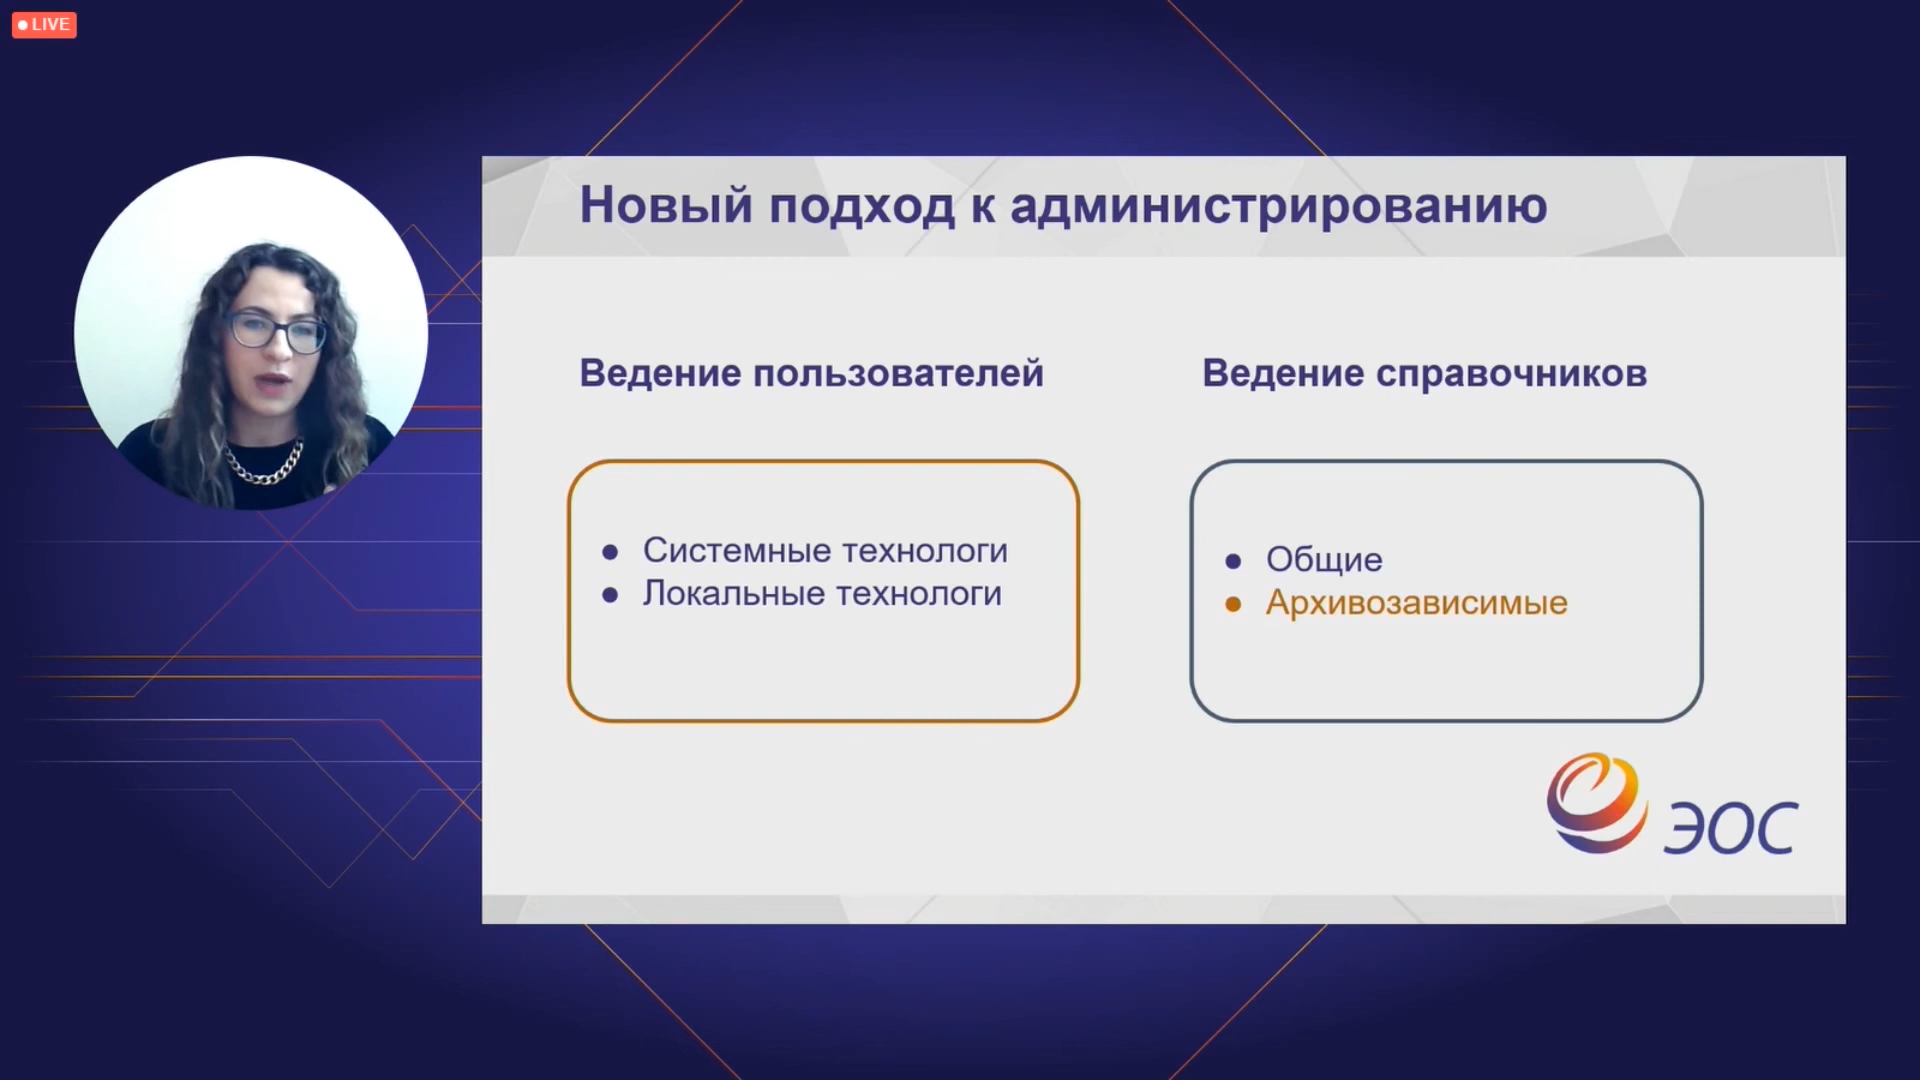 LIVE
Новый подход к администрированию
Ведение пользователей
Ведение справочников
Системные технологи
Локальные технологи
Общие
Архивозависимые
ЭОС